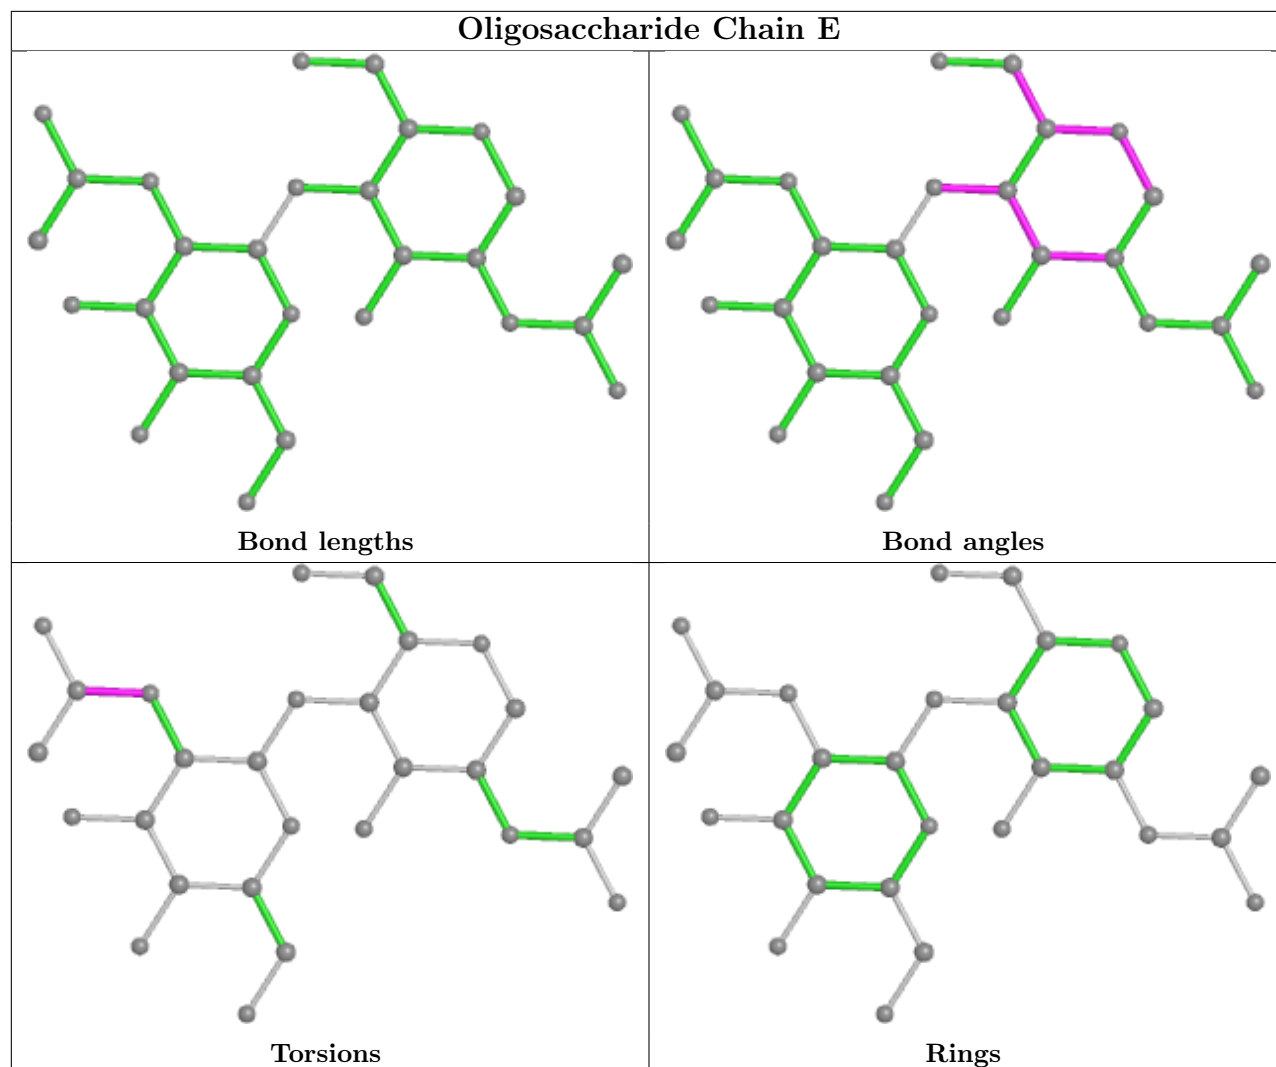 Oligosaccharide Chain E
Bond lengths
Bond angles
Torsions
Rings